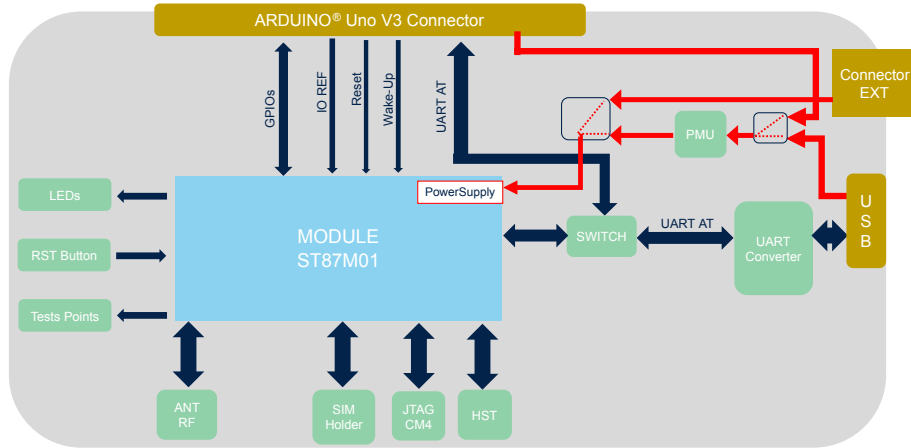 ARDUINO® Uno V3 Connector
Connector
EXT
GPIOs
IO REF
Reset
Wake-Up
UART AT
PMU
PowerSupply
LEDs
RST Button
Tests Points
MODULE
ST87M01
SWITCH
UART AT
UART
Converter
U
S
B
ANT
RF
SIM
Holder
JTAG
CM4
HST